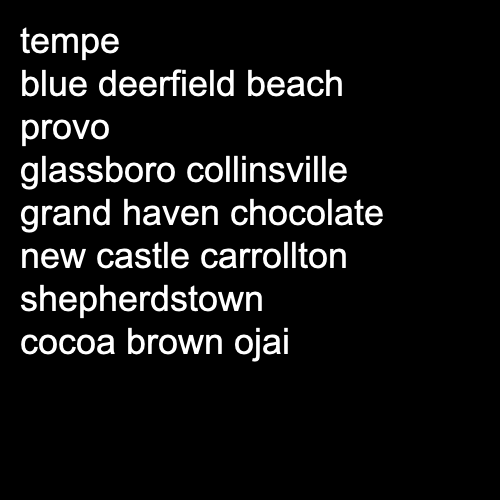 tempe
blue deerfield beach
provo
glassboro collinsville
grand haven chocolate
new castle carrollton
shepherdstown
cocoa brown ojai